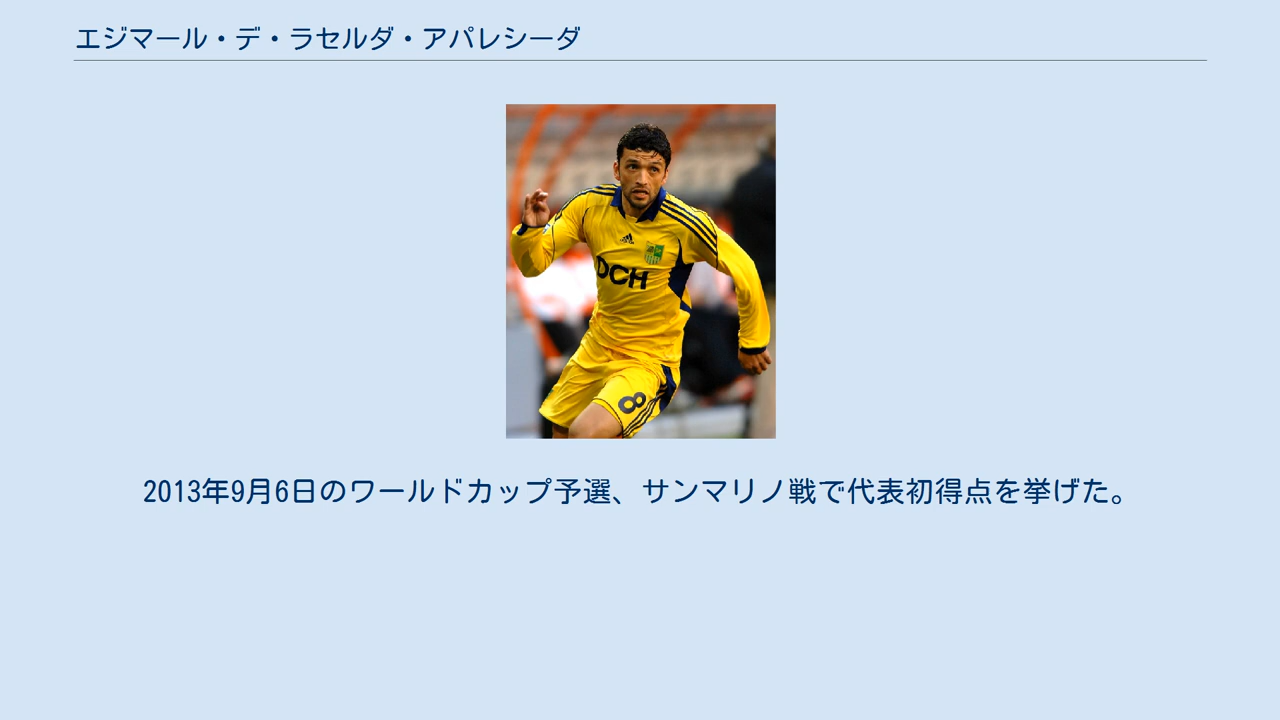 エジマール・デ・ラセルダ・アパレシーダ
DCH
8
2013年9月6日のワールドカップ予選、サンマリノ戦で代表初得点を挙げた。